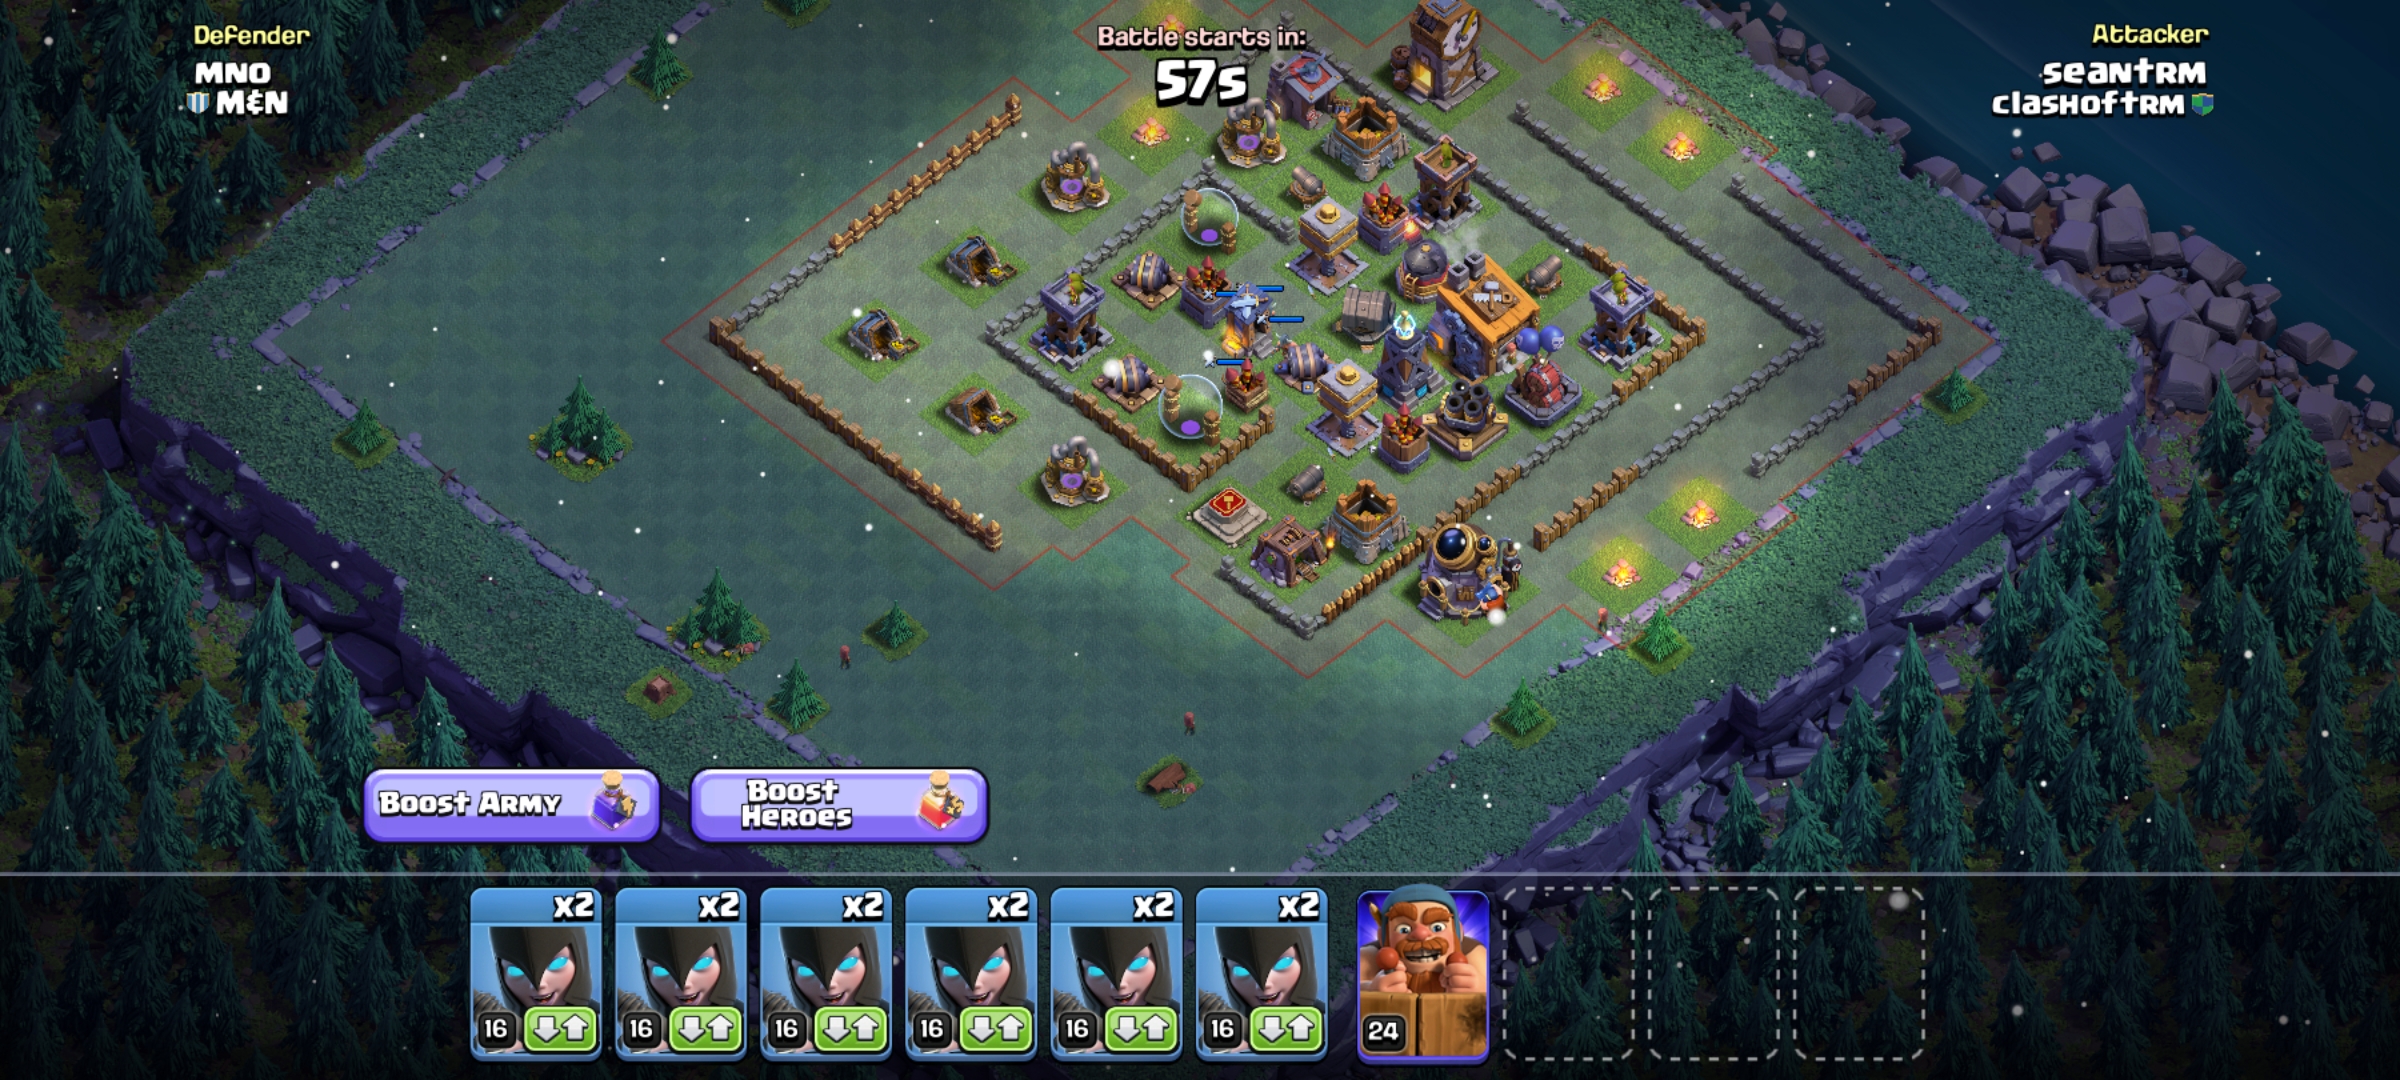 Defender
MNO
M&N
Battle starts in:
57s
Attacker
seantRM
clashoftRM
Boost Army
Boost
Heroes
x2
x2
x2
x2
x2
x2
16
16
16
16
16
16
24